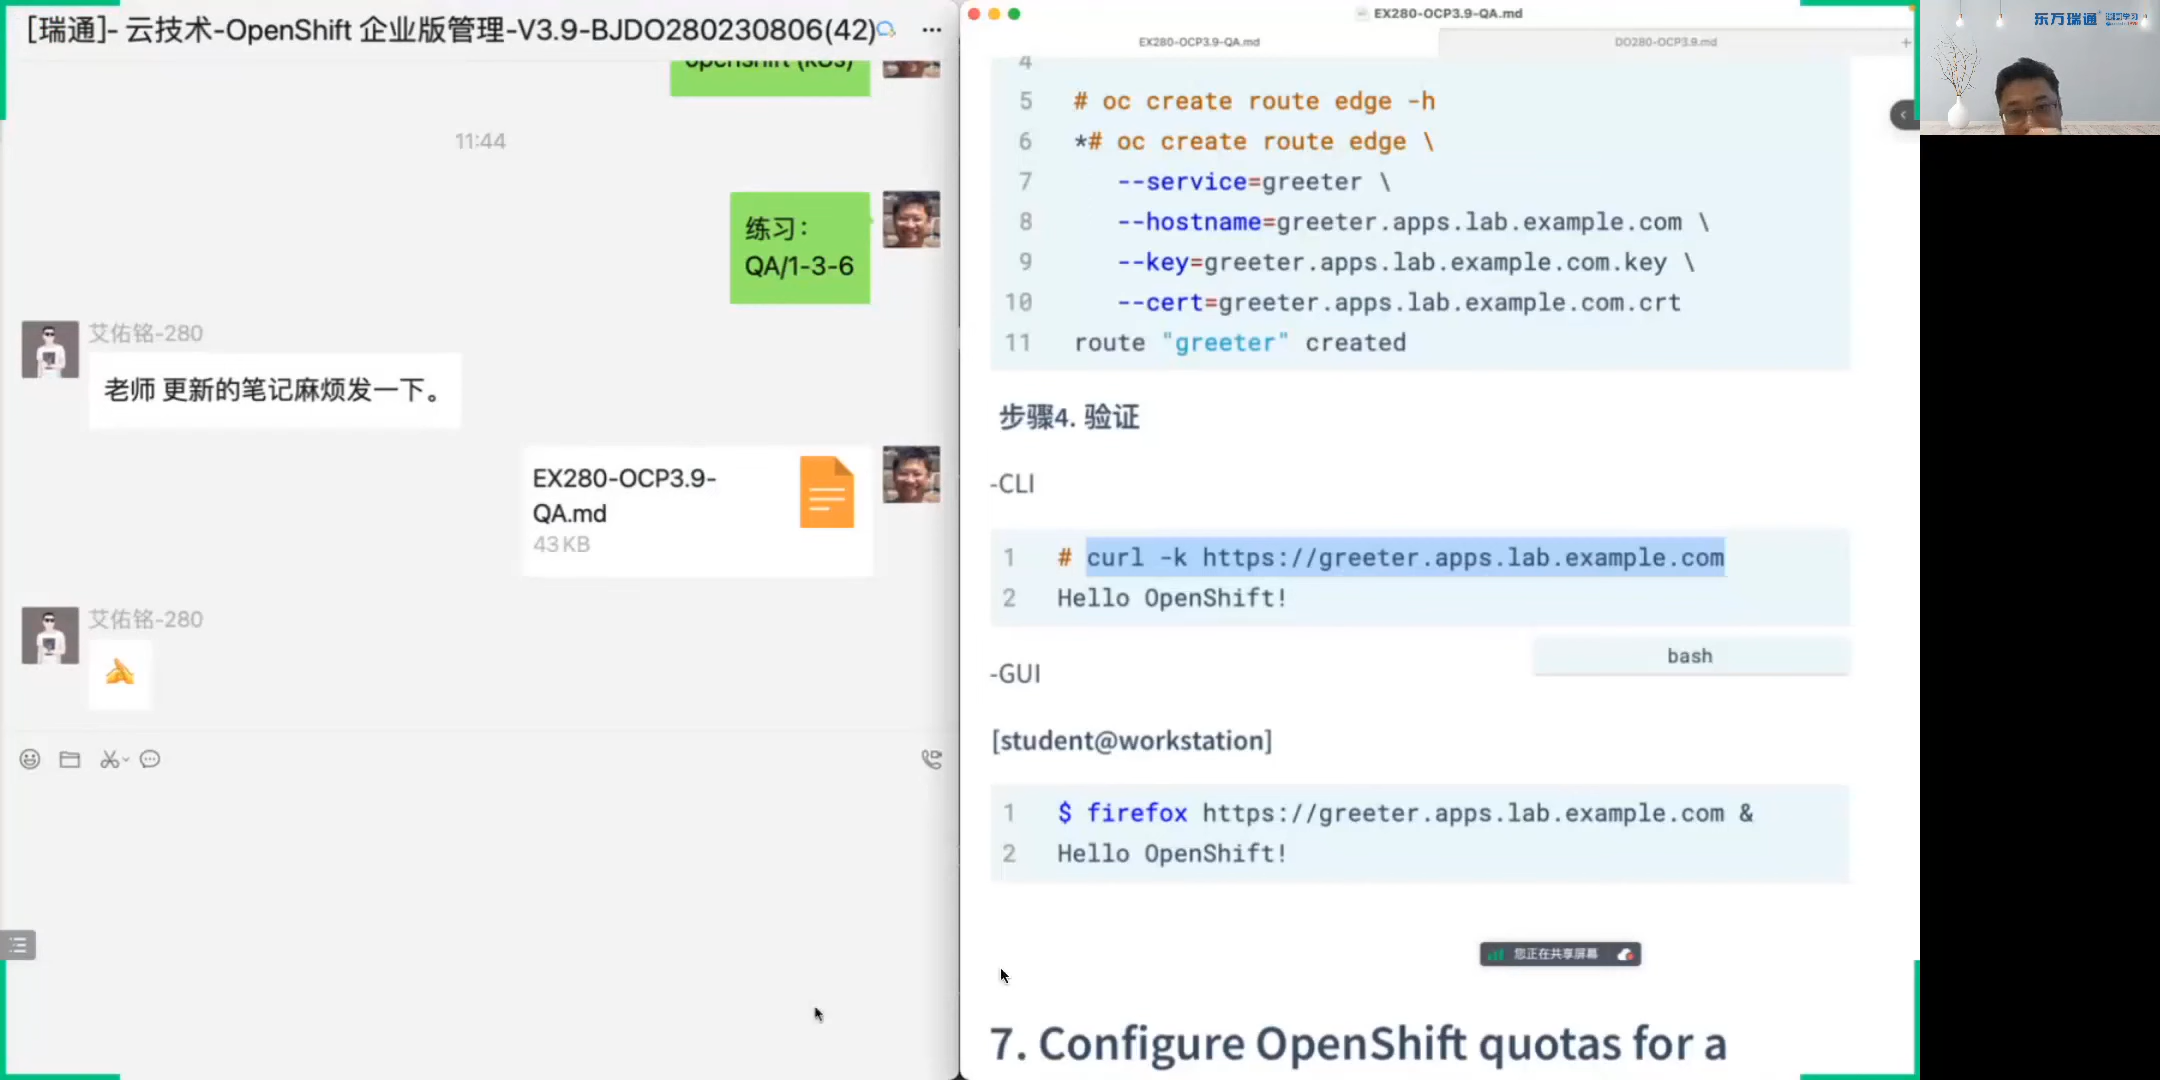 [瑞通]- 云技术-OpenShift 企业版管理-V3.9-BJDO280230806(42)
openshift (k8s)
11:44
练习：
QA/1-3-6
艾佑铭-280
老师 更新的笔记麻烦发一下。
EX280-OCP3.9-
QA.md
43 KB
艾佑铭-280
EX280-OCP3.9-QA.md
EX280-OCP3.9-QA.md
DO280-OCP3.9.md
4
5 # oc create route edge -h
6 *# oc create route edge \
7 --service=greeter \
8 --hostname=greeter.apps.lab.example.com \
9 --key=greeter.apps.lab.example.com.key \
10 --cert=greeter.apps.lab.example.com.crt
11 route "greeter" created
步骤4. 验证
-CLI
1 # curl -k https://greeter.apps.lab.example.com
2 Hello OpenShift!
bash
-GUI
[student@workstation]
1 $ firefox https://greeter.apps.lab.example.com &
2 Hello OpenShift!
您正在共享屏幕
7. Configure OpenShift quotas for a
东方瑞通